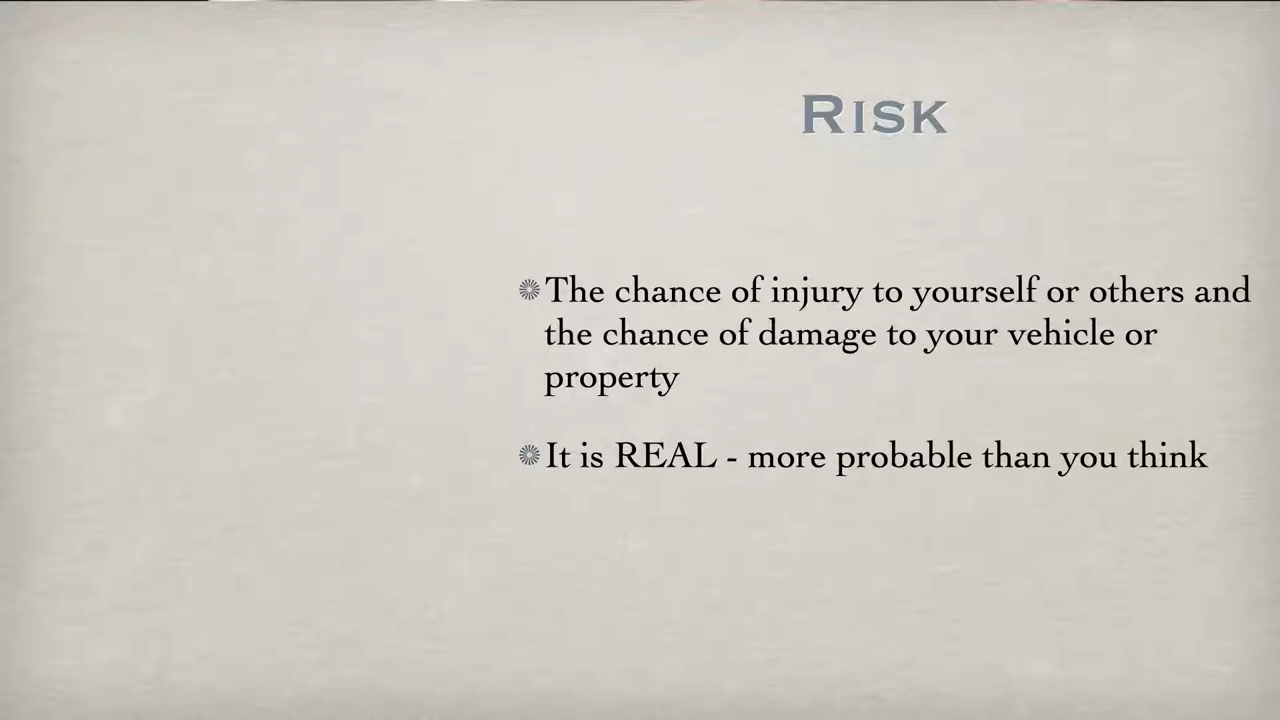 Risk
The chance of injury to yourself or others and
the chance of damage to your vehicle or
property
It is REAL - more probable than you think